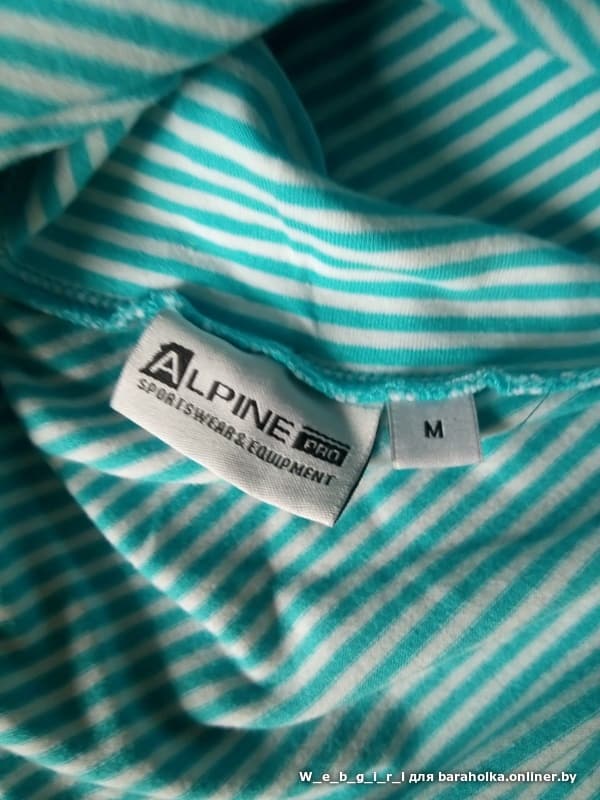 ALPINE PRO
SPORTSWEAR & EQUIPMENT
M
W_e_b_g_i_r_l для baraholka.onliner.by